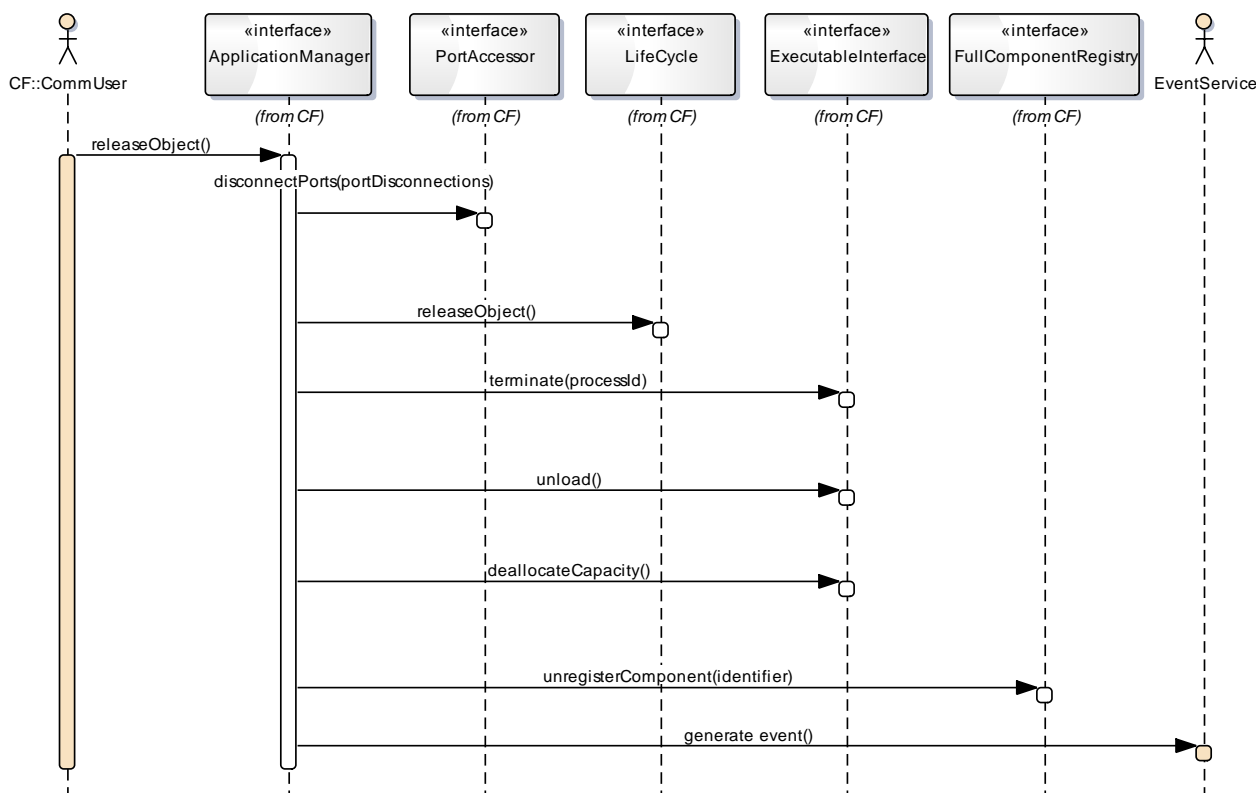 «interface»
ApplicationManager
«interface»
PortAccessor
«interface»
LifeCycle
«interface»
ExecutableInterface
«interface»
FullComponentRegistry
CF::CommUser
EventService
(from CF)
(from CF)
(from CF)
(from CF)
(from CF)
releaseObject()
disconnectPorts(portDisconnections)
releaseObject()
terminate(processId)
unload()
deallocateCapacity()
unregisterComponent(identifier)
generate event()